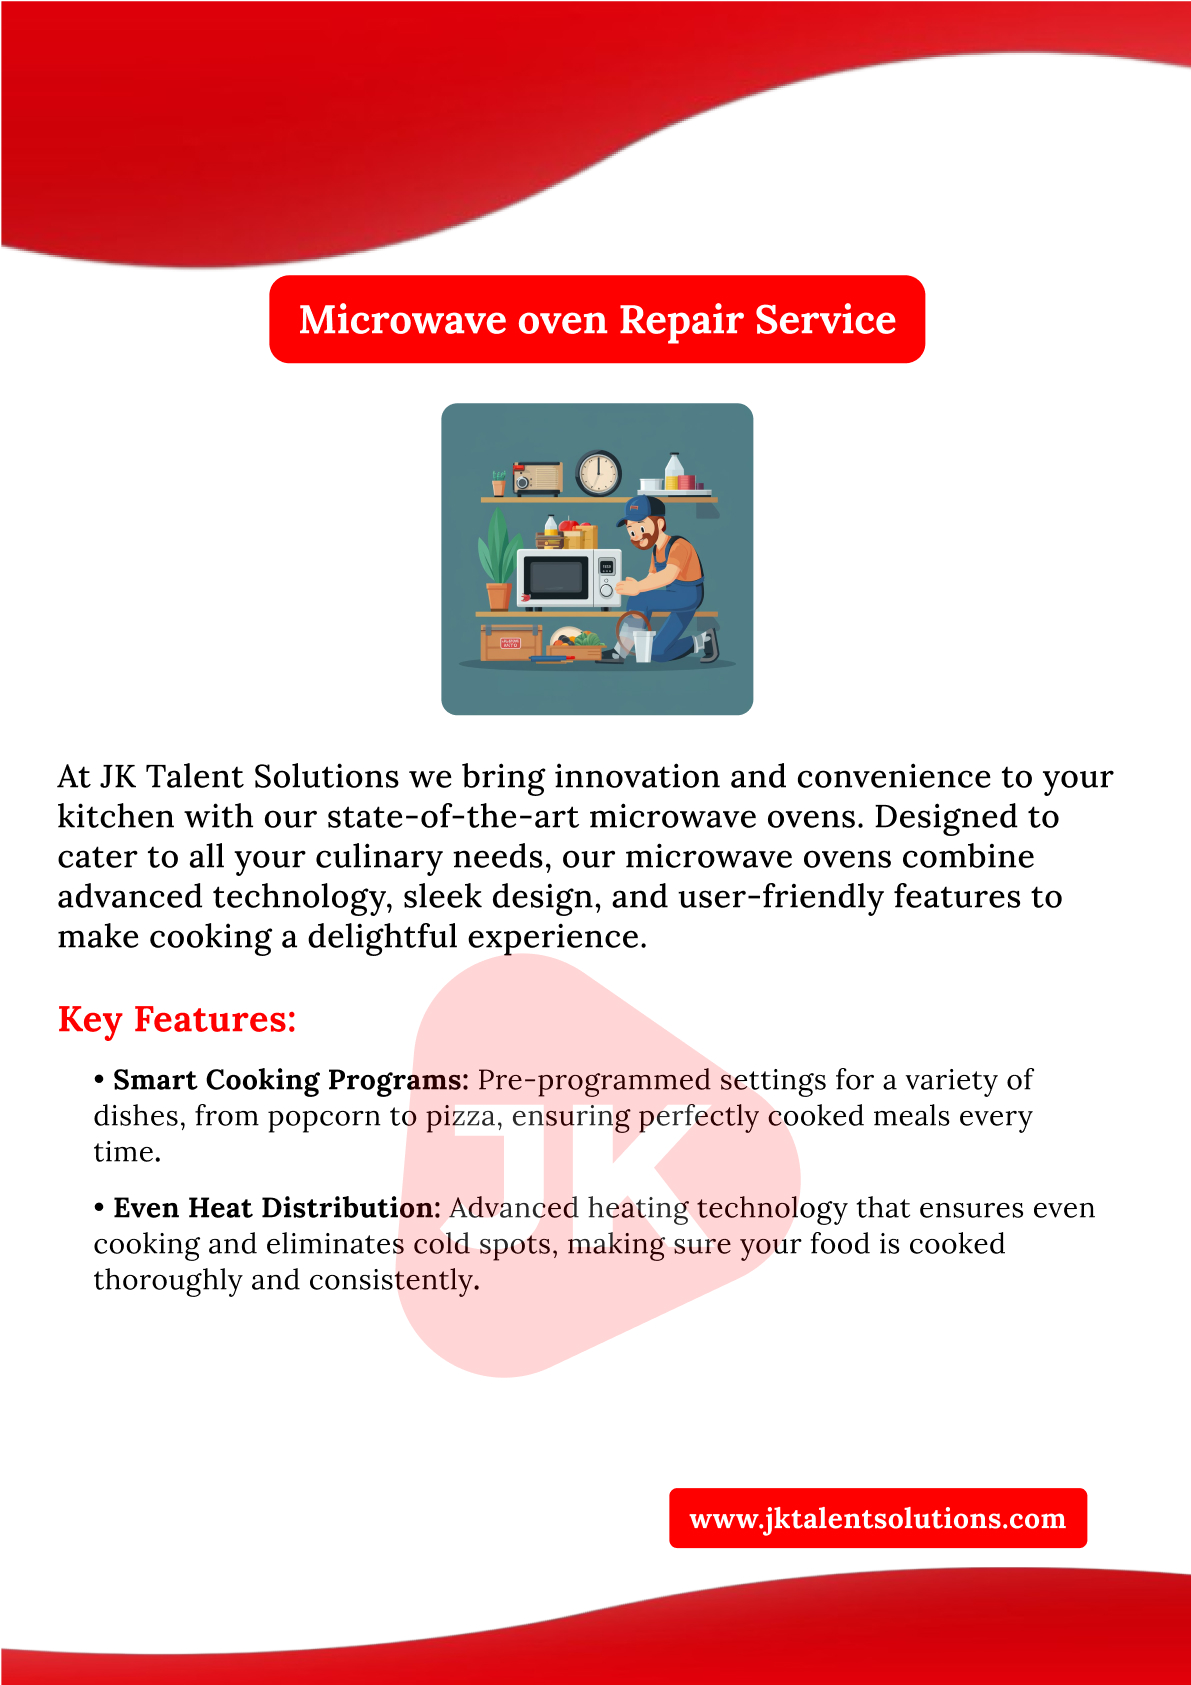 Microwave oven Repair Service
At JK Talent Solutions we bring innovation and convenience to your
kitchen with our state-of-the-art microwave ovens. Designed to
cater to all your culinary needs, our microwave ovens combine
advanced technology, sleek design, and user-friendly features to
make cooking a delightful experience.
Key Features:
• Smart Cooking Programs: Pre-programmed settings for a variety of
dishes, from popcorn to pizza, ensuring perfectly cooked meals every
time.
JK
• Even Heat Distribution: Advanced heating technology that ensures even
cooking and eliminates cold spots, making sure your food is cooked
thoroughly and consistently.
www.jktalentsolutions.com